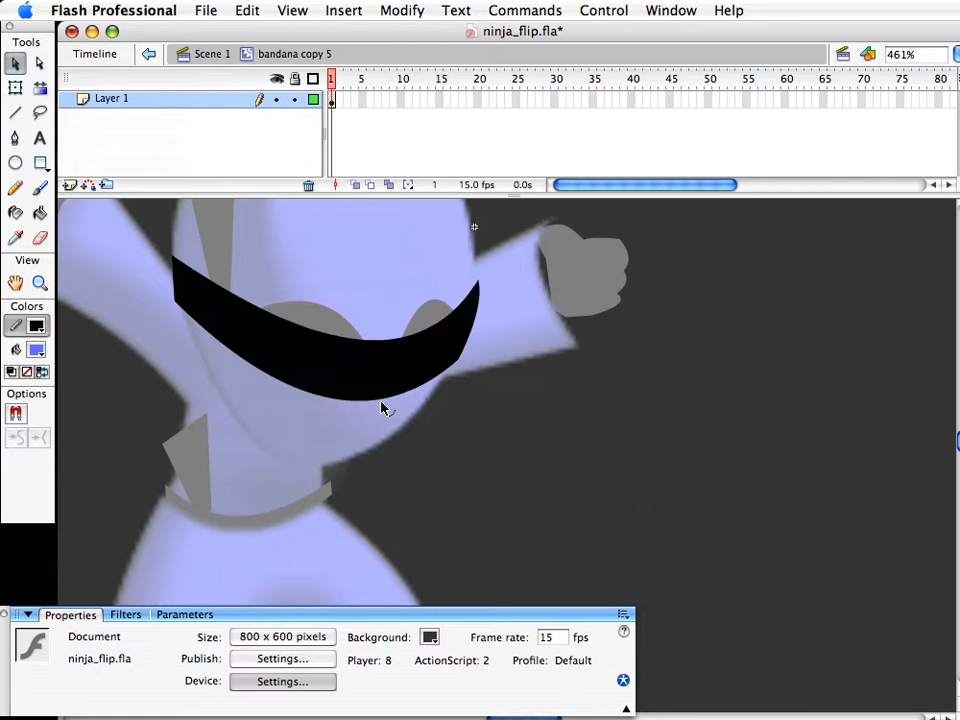 Flash Professional File Edit View Insert Modify Text Commands Control Window Help
Tools
ninja_flip.fla*
Timeline Scene 1 bandana copy 5 461%
1 5 10 15 20 25 30 35 40 45 50 55 60 65 70 75 80
Layer 1
A
1 15.0 fps 0.0s
View
Colors
Options
Properties Filters Parameters
Document Size: 800 x 600 pixels Background: Frame rate: 15 fps
ninja_flip.fla Publish: Settings... Player: 8 ActionScript: 2 Profile: Default
Device: Settings...